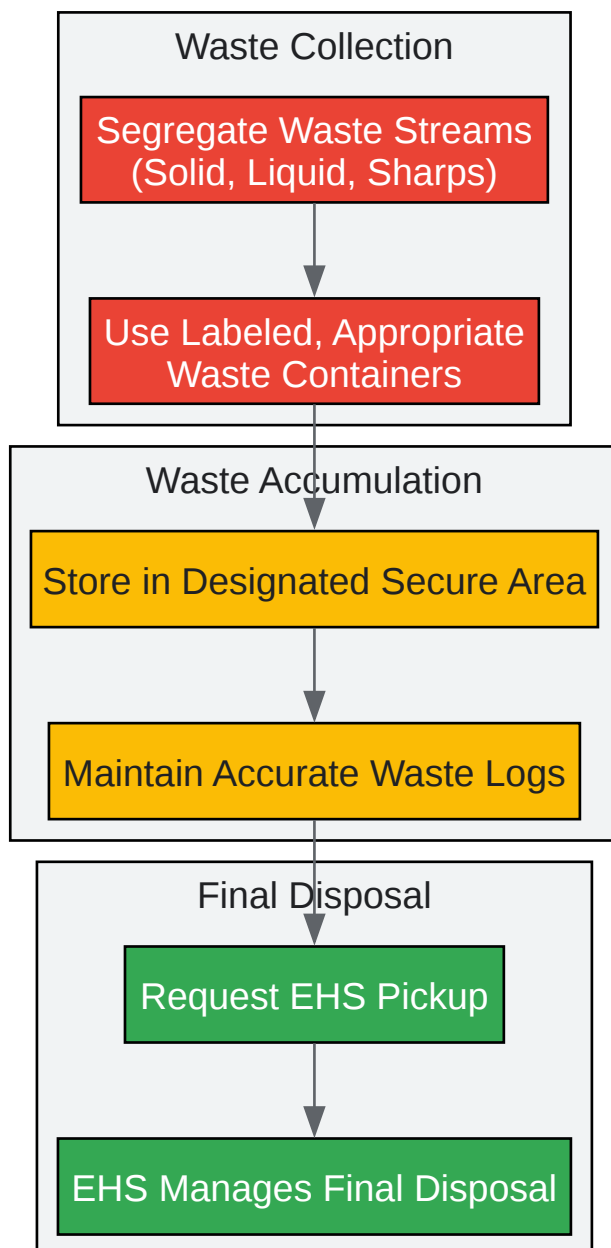 Waste Collection
Segregate Waste Streams
(Solid, Liquid, Sharps)
Use Labeled, Appropriate
Waste Containers
Waste Accumulation
Store in Designated Secure Area
Maintain Accurate Waste Logs
Final Disposal
Request EHS Pickup
EHS Manages Final Disposal